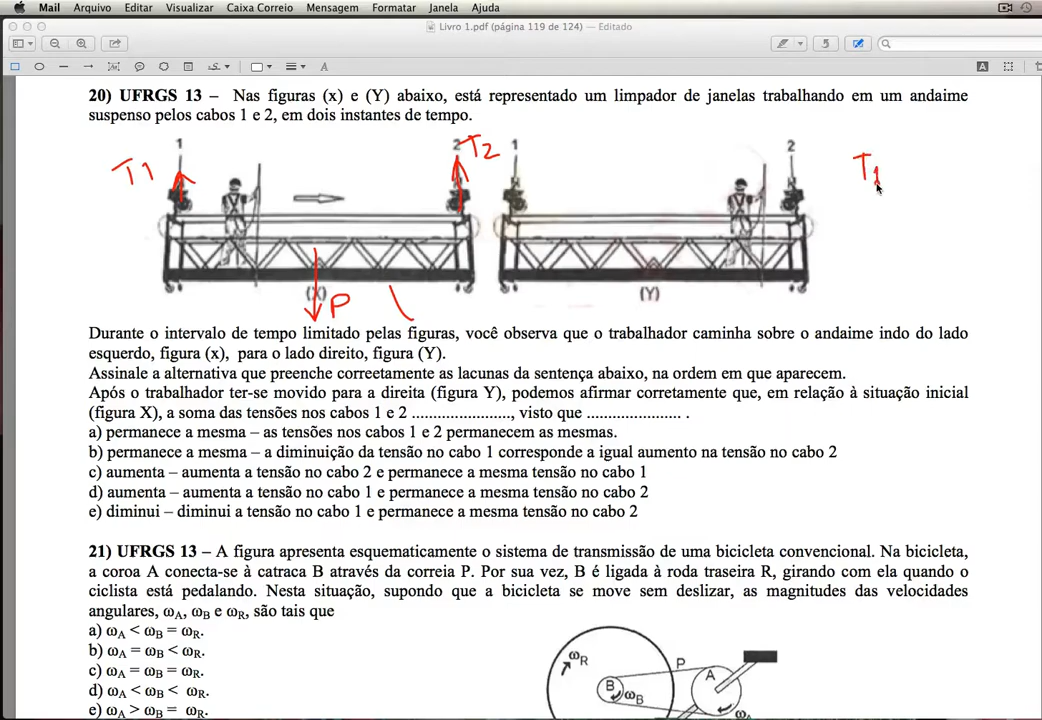 Mail Arquivo Editar Visualizar Caixa Correio Mensagem Formatar Janela Ajuda
Livro 1.pdf (página 119 de 124) — Editado
20) UFRGS 13 – Nas figuras (x) e (Y) abaixo, está representado um limpador de janelas trabalhando em um andaime
suspenso pelos cabos 1 e 2, em dois instantes de tempo.
1 2 1 2
T1 T2 T1
(X) (Y)
P
Durante o intervalo de tempo limitado pelas figuras, você observa que o trabalhador caminha sobre o andaime indo do lado
esquerdo, figura (x), para o lado direito, figura (Y).
Assinale a alternativa que preenche correetamente as lacunas da sentença abaixo, na ordem em que aparecem.
Após o trabalhador ter-se movido para a direita (figura Y), podemos afirmar corretamente que, em relação à situação inicial
(figura X), a soma das tensões nos cabos 1 e 2 ......................., visto que ...................... .
a) permanece a mesma – as tensões nos cabos 1 e 2 permanecem as mesmas.
b) permanece a mesma – a diminuição da tensão no cabo 1 corresponde a igual aumento na tensão no cabo 2
c) aumenta – aumenta a tensão no cabo 2 e permanece a mesma tensão no cabo 1
d) aumenta – aumenta a tensão no cabo 1 e permanece a mesma tensão no cabo 2
e) diminui – diminui a tensão no cabo 1 e permanece a mesma tensão no cabo 2
21) UFRGS 13 – A figura apresenta esquematicamente o sistema de transmissão de uma bicicleta convencional. Na bicicleta,
a coroa A conecta-se à catraca B através da correia P. Por sua vez, B é ligada à roda traseira R, girando com ela quando o
ciclista está pedalando. Nesta situação, supondo que a bicicleta se move sem deslizar, as magnitudes das velocidades
angulares, ωA, ωB e ωR, são tais que
a) ωA < ωB = ωR.
b) ωA = ωB < ωR.
c) ωA = ωB = ωR.
d) ωA < ωB < ωR.
e) ωA > ωB = ωR.
ωR P
B ωB A
ωA